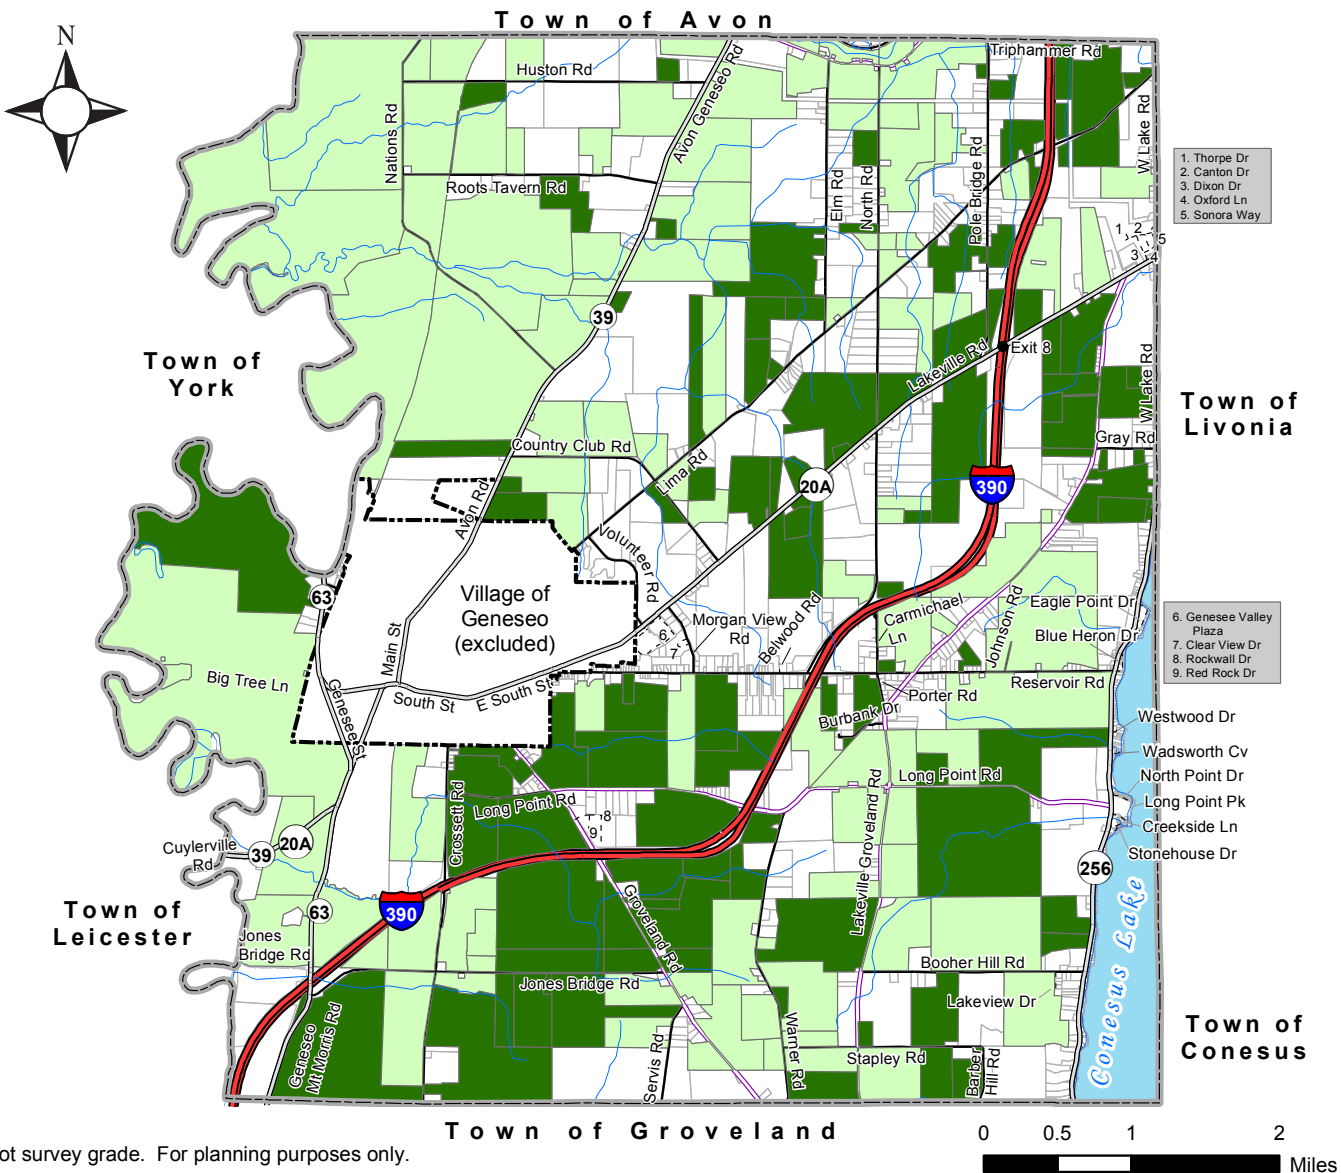 Town of Avon
N
Triphammer Rd
Huston Rd
Nations Rd
Avon Geneseo Rd
W Lake Rd
Roots Tavern Rd
Elm Rd
North Rd
Pole Bridge Rd
1. Thorpe Dr
2. Canton Dr
3. Dixon Dr
4. Oxford Ln
5. Sonora Way
1
2
3
4
5
39
Exit 8
Lakeville Rd
Town of
York
W Lake Rd
Town of
Livonia
Gray Rd
Country Club Rd
Lima Rd
20A
390
Avon Rd
Volunteer Rd
63
Village of
Geneseo
(excluded)
Main St
6
7
Morgan View
Rd
Belwood Rd
Carmichael
Ln
Johnson Rd
Eagle Point Dr
Blue Heron Dr
6. Genesee Valley
Plaza
7. Clear View Dr
8. Rockwall Dr
9. Red Rock Dr
Big Tree Ln
Genesee St
South St
E South St
Reservoir Rd
Porter Rd
Burbank Dr
Westwood Dr
Wadsworth Cv
North Point Dr
Long Point Pk
Creekside Ln
Stonehouse Dr
Long Point Rd
Long Point Rd
Crossett Rd
8
9
Cuylerville
Rd
39
20A
Lakeville Groveland Rd
256
Town of
Leicester
63
390
Groveland Rd
Conesus Lake
Jones
Bridge Rd
Jones Bridge Rd
Booher Hill Rd
Lakeview Dr
Geneseo
Mt Morris Rd
Servis Rd
Warner Rd
Stapley Rd
Barber
Hill Rd
Town of
Conesus
Town of Groveland
0 0.5 1 2
Miles
ot survey grade. For planning purposes only.